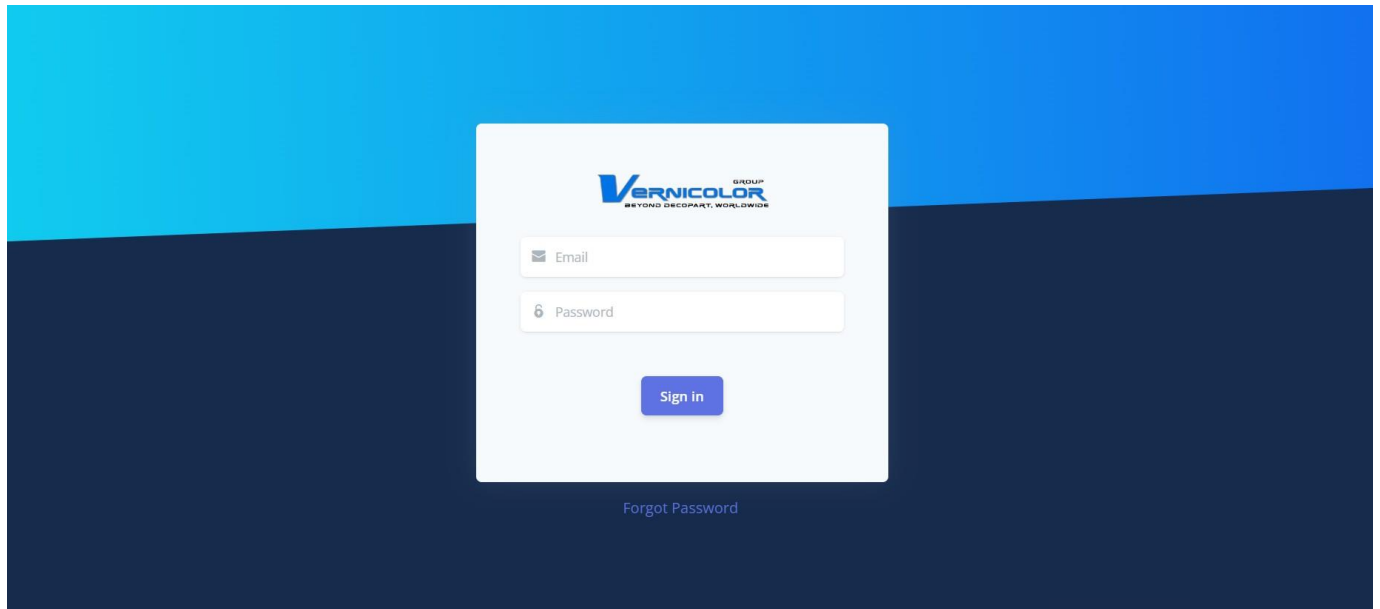 GROUP
VERNICOLOR
BEYOND DECOPART, WORLDWIDE
Email
Password
Sign in
Forgot Password